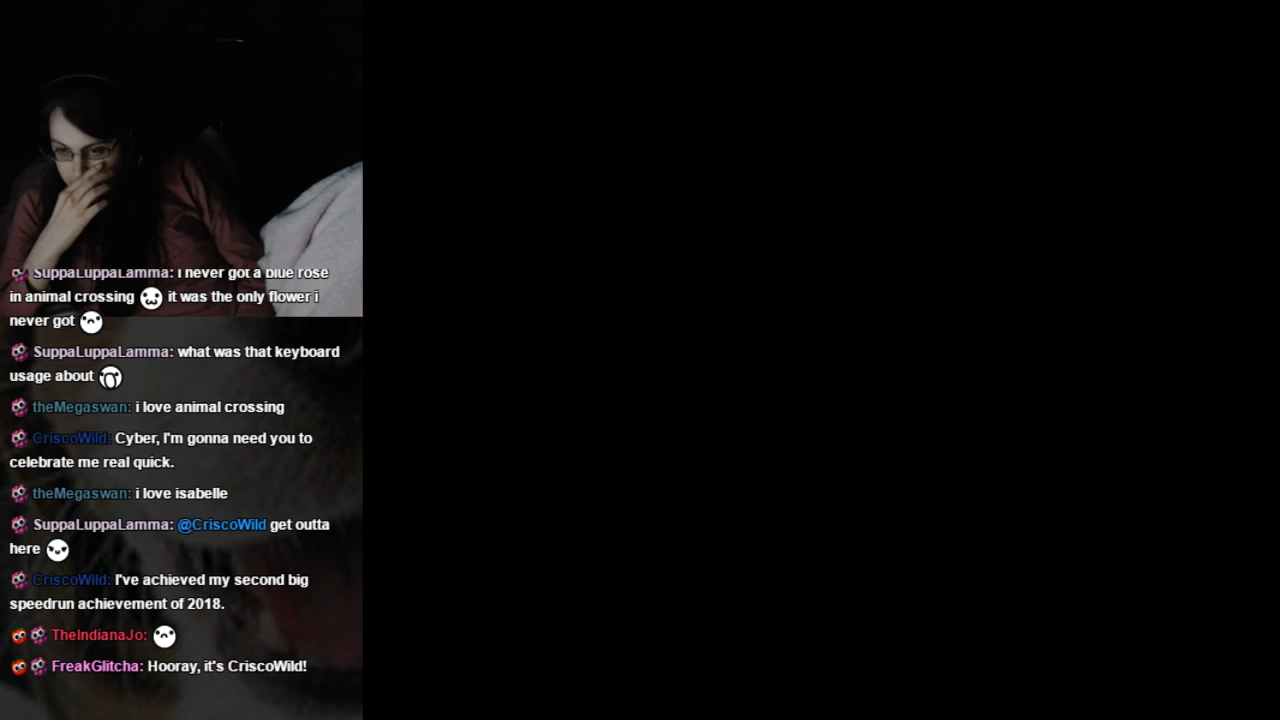 SuppaLuppaLamma: i never got a blue rose
in animal crossing it was the only flower i
never got
SuppaLuppaLamma: what was that keyboard
usage about
theMegaswan: i love animal crossing
CriscoWild: Cyber, I'm gonna need you to
celebrate me real quick.
theMegaswan: i love isabelle
SuppaLuppaLamma: @CriscoWild get outta
here
CriscoWild: I've achieved my second big
speedrun achievement of 2018.
TheIndianaJo:
FreakGlitcha: Hooray, it's CriscoWild!